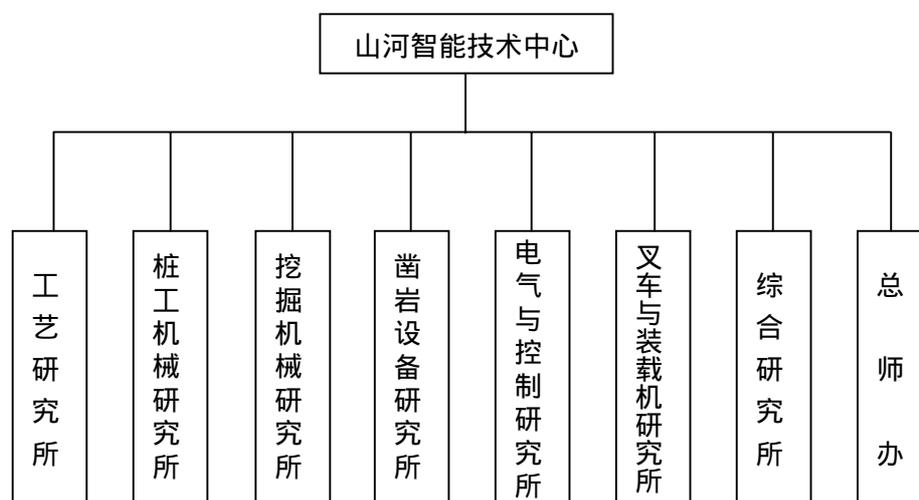 山河智能技术中心
工艺研究所
桩工机械研究所
挖掘机械研究所
凿岩设备研究所
电气与控制研究所
叉车与装载机研究所
综合研究所
总师办